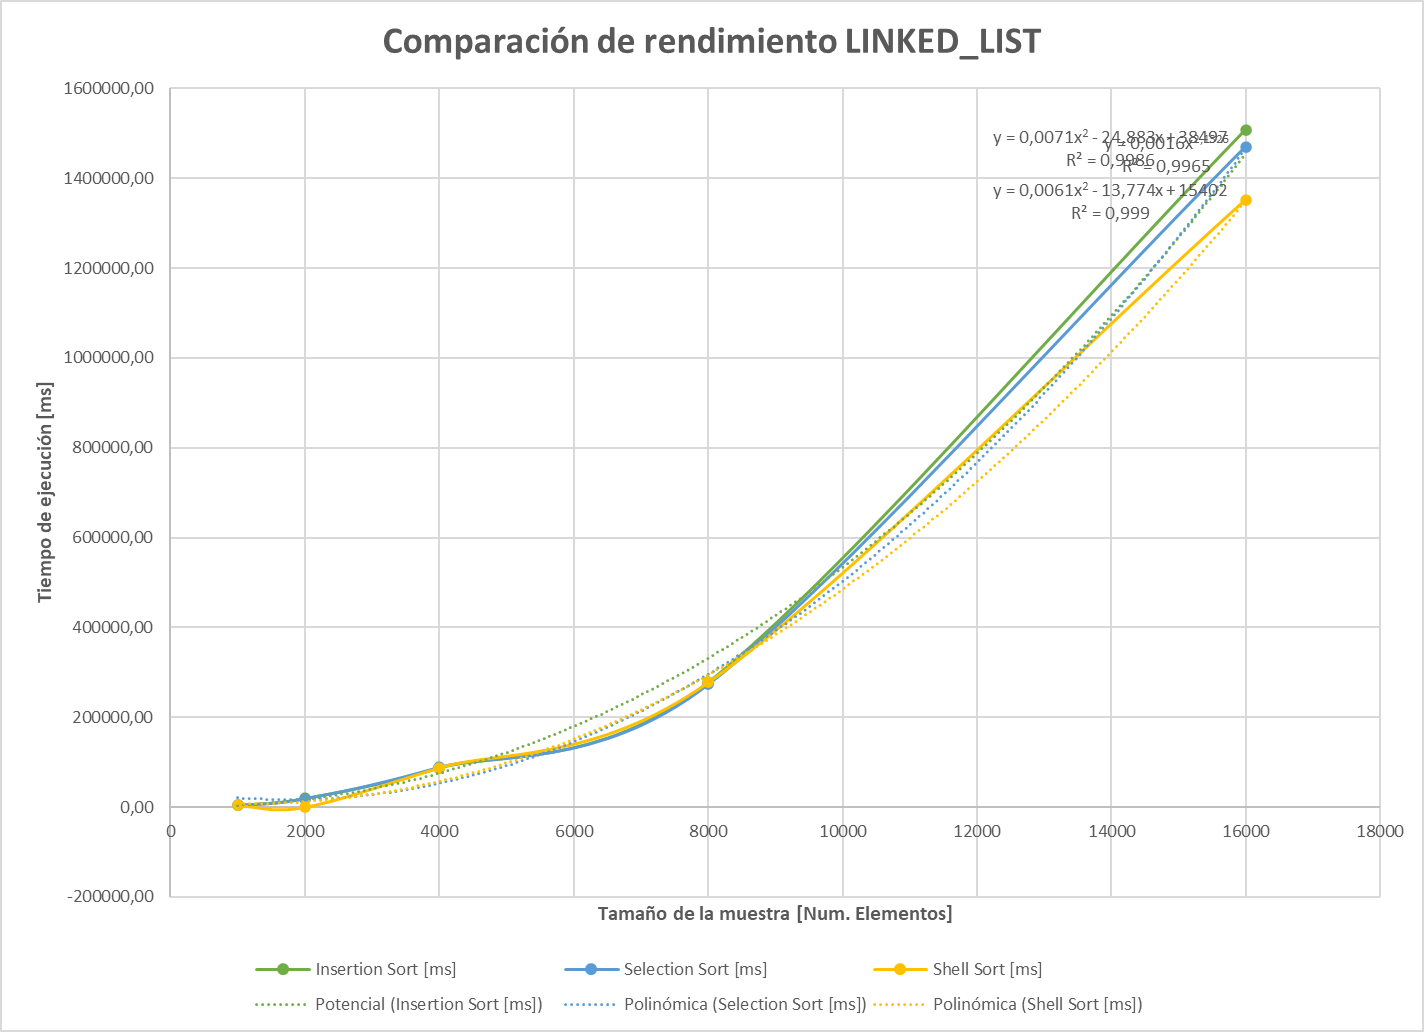 Comparación de rendimiento LINKED_LIST
1600000,00
1400000,00
1200000,00
1000000,00
800000,00
600000,00
400000,00
200000,00
0,00
-200000,00
Tiempo de ejecución [ms]
y = 0,0071x² - 24,883x + 38497
R² = 0,9986
y = 0,0016x
R² = 0,9965
y = 0,0061x² - 13,774x + 15402
R² = 0,999
0 2000 4000 6000 8000 10000 12000 14000 16000 18000
Tamaño de la muestra [Num. Elementos]
Insertion Sort [ms] Selection Sort [ms] Shell Sort [ms]
Potencial (Insertion Sort [ms]) Polinómica (Selection Sort [ms]) Polinómica (Shell Sort [ms])